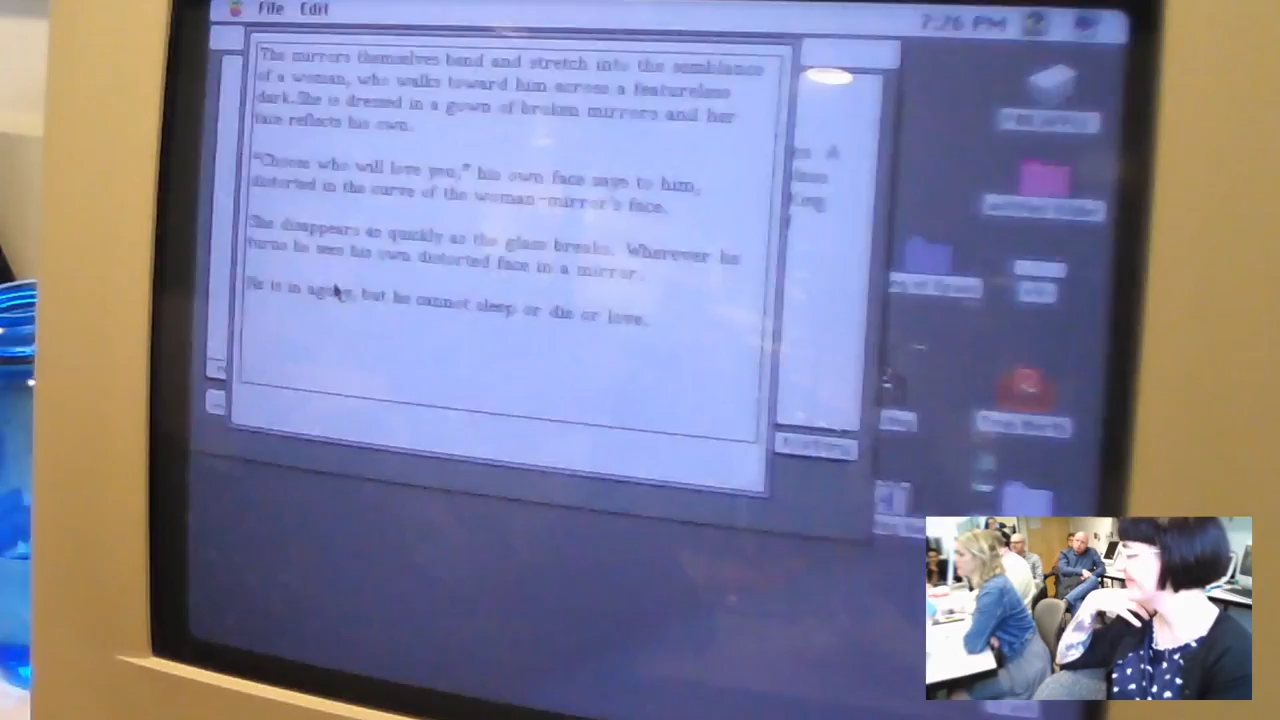 File Edit
7:26 PM
The mirrors themselves bend and stretch into the semblance
of a woman, who walks toward him across a featureless
dark. She is dressed in a gown of broken mirrors and her
face reflects his own.
"Choose who will love you," his own face says to him,
distorted in the curve of the woman-mirror's face.
She disappears as quickly as the glass breaks. Wherever he
turns he sees his own distorted face in a mirror.
He is in agony, but he cannot sleep or die or love.